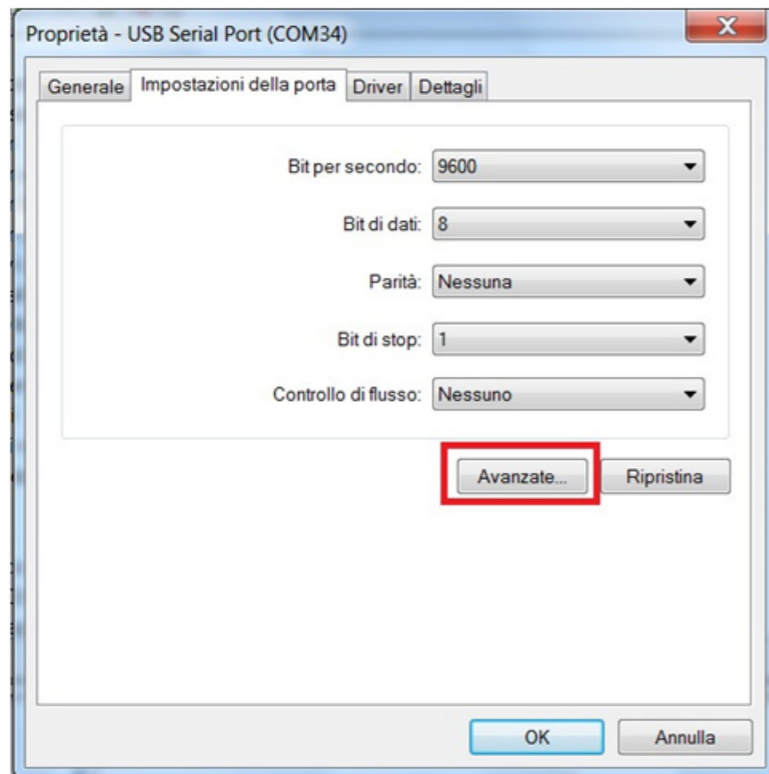 Proprietà - USB Serial Port (COM34)
Generale Impostazioni della porta Driver Dettagli
Bit per secondo: 9600
Bit di dati: 8
Parità: Nessuna
Bit di stop: 1
Controllo di flusso: Nessuno
Avanzate... Ripristina
OK Annulla